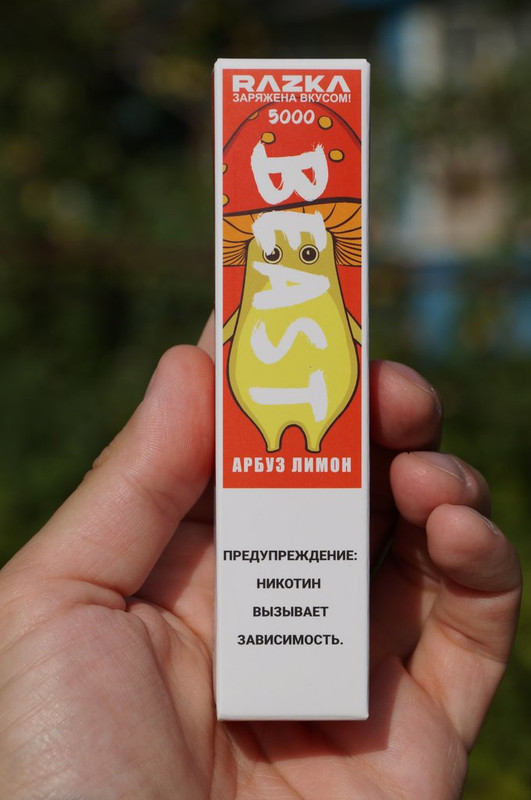 RAZKA
ЗАРЯЖЕНА ВКУСОМ!
5000
BEAST
АРБУЗ ЛИМОН
ПРЕДУПРЕЖДЕНИЕ:
НИКОТИН
ВЫЗЫВАЕТ
ЗАВИСИМОСТЬ.